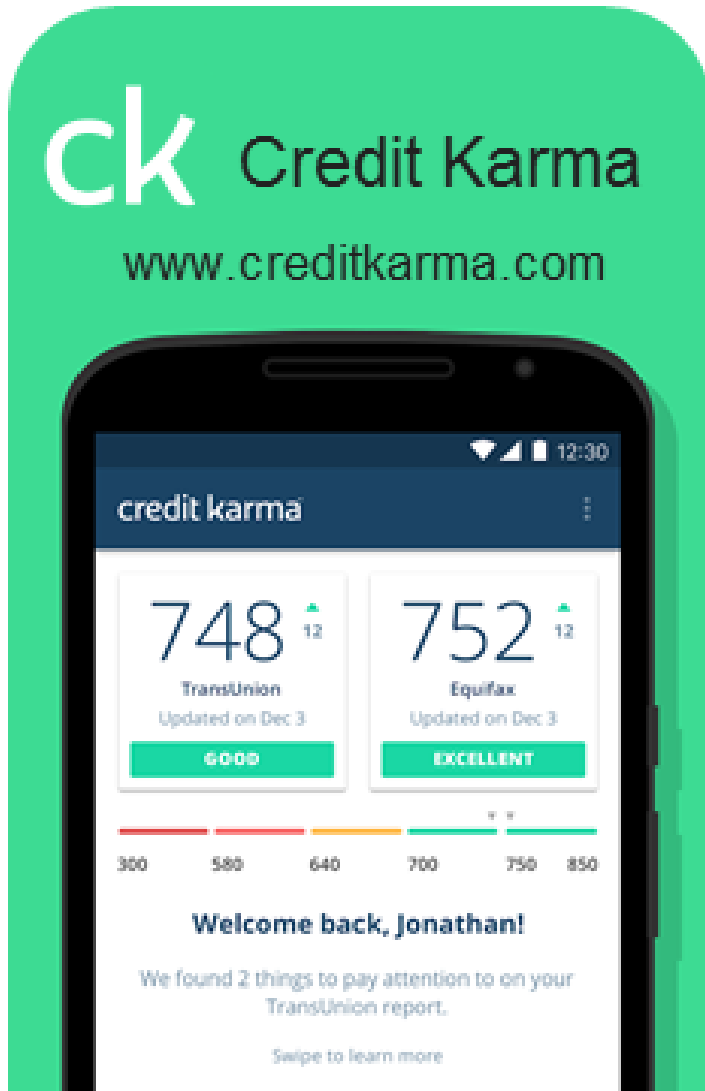 ck Credit Karma
www.creditkarma.com
12:30
credit karma
748 12 752 12
TransUnion Equifax
Updated on Dec 3 Updated on Dec 3
GOOD EXCELLENT
300 580 640 700 750 850
Welcome back, Jonathan!
We found 2 things to pay attention to on your
TransUnion report.
Swipe to learn more